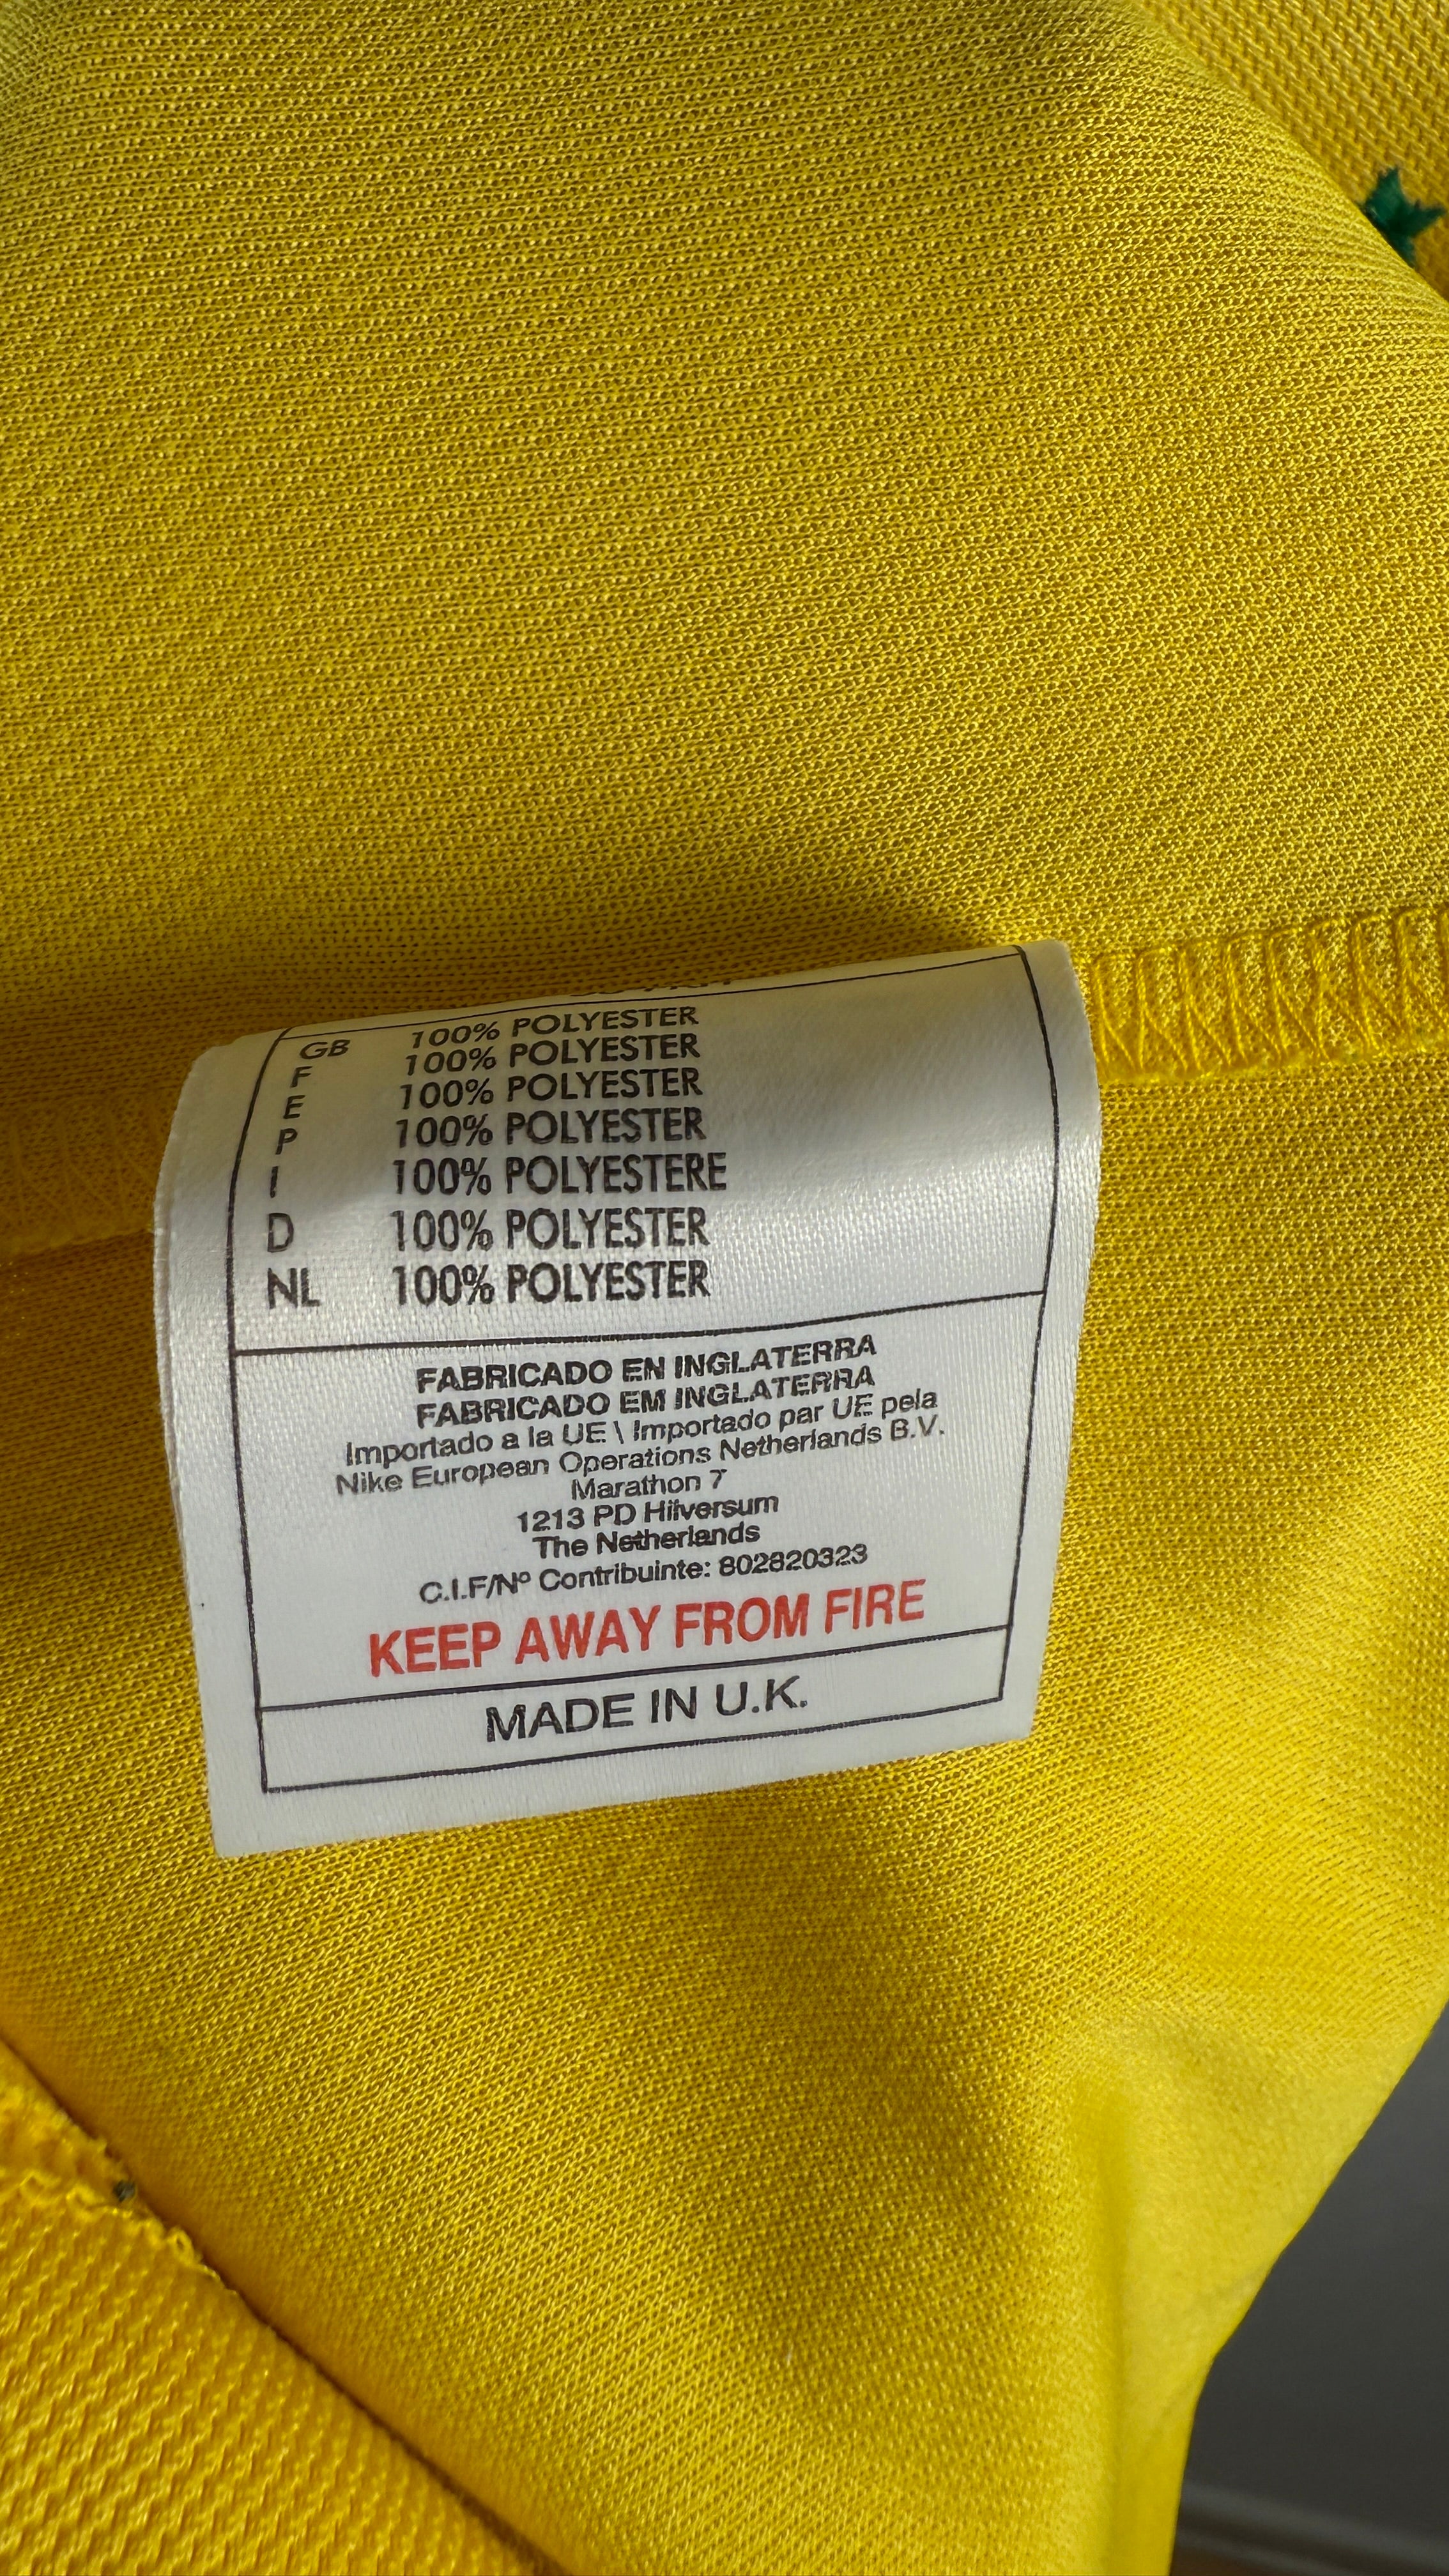 GB 100% POLYESTER
F 100% POLYESTER
E 100% POLYESTER
P 100% POLYESTER
I 100% POLYESTERE
D 100% POLYESTER
NL 100% POLYESTER
FABRICADO EN INGLATERRA
FABRICADO EM INGLATERRA
Importado a la UE \ Importado par UE pela
Nike European Operations Netherlands B.V.
Marathon 7
1213 PD Hilversum
The Netherlands
C.I.F/Nº Contribuinte: 802820323
KEEP AWAY FROM FIRE
MADE IN U.K.